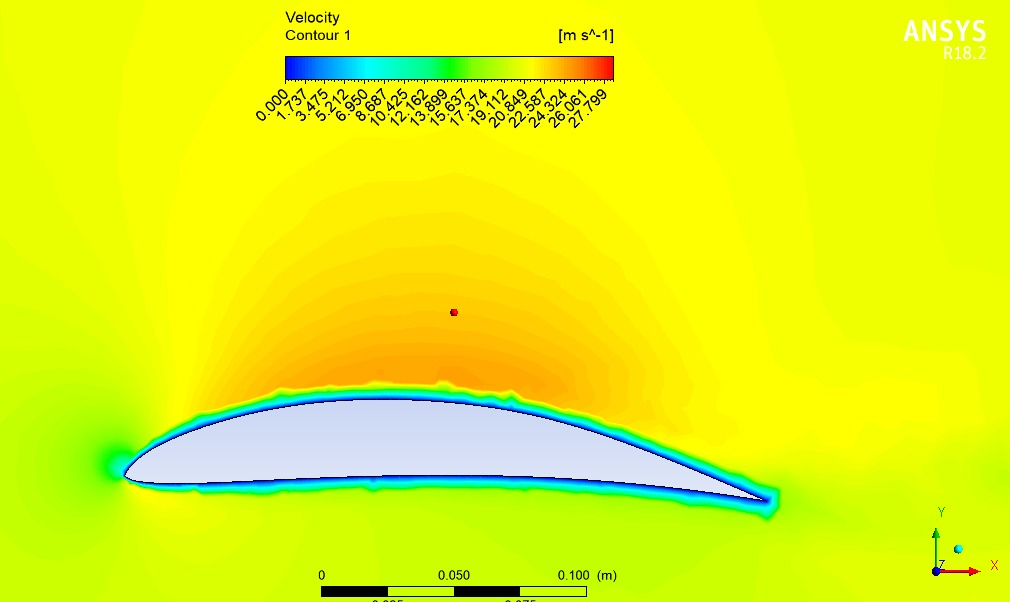 Velocity
Contour 1 [m s^-1]
ANSYS
R18.2
0.000 1.737 3.475 5.212 6.950 8.687 10.425 12.162 13.899 15.637 17.374 19.112 20.849 22.587 24.324 26.061 27.799
Y
Z X
0 0.050 0.100 (m)